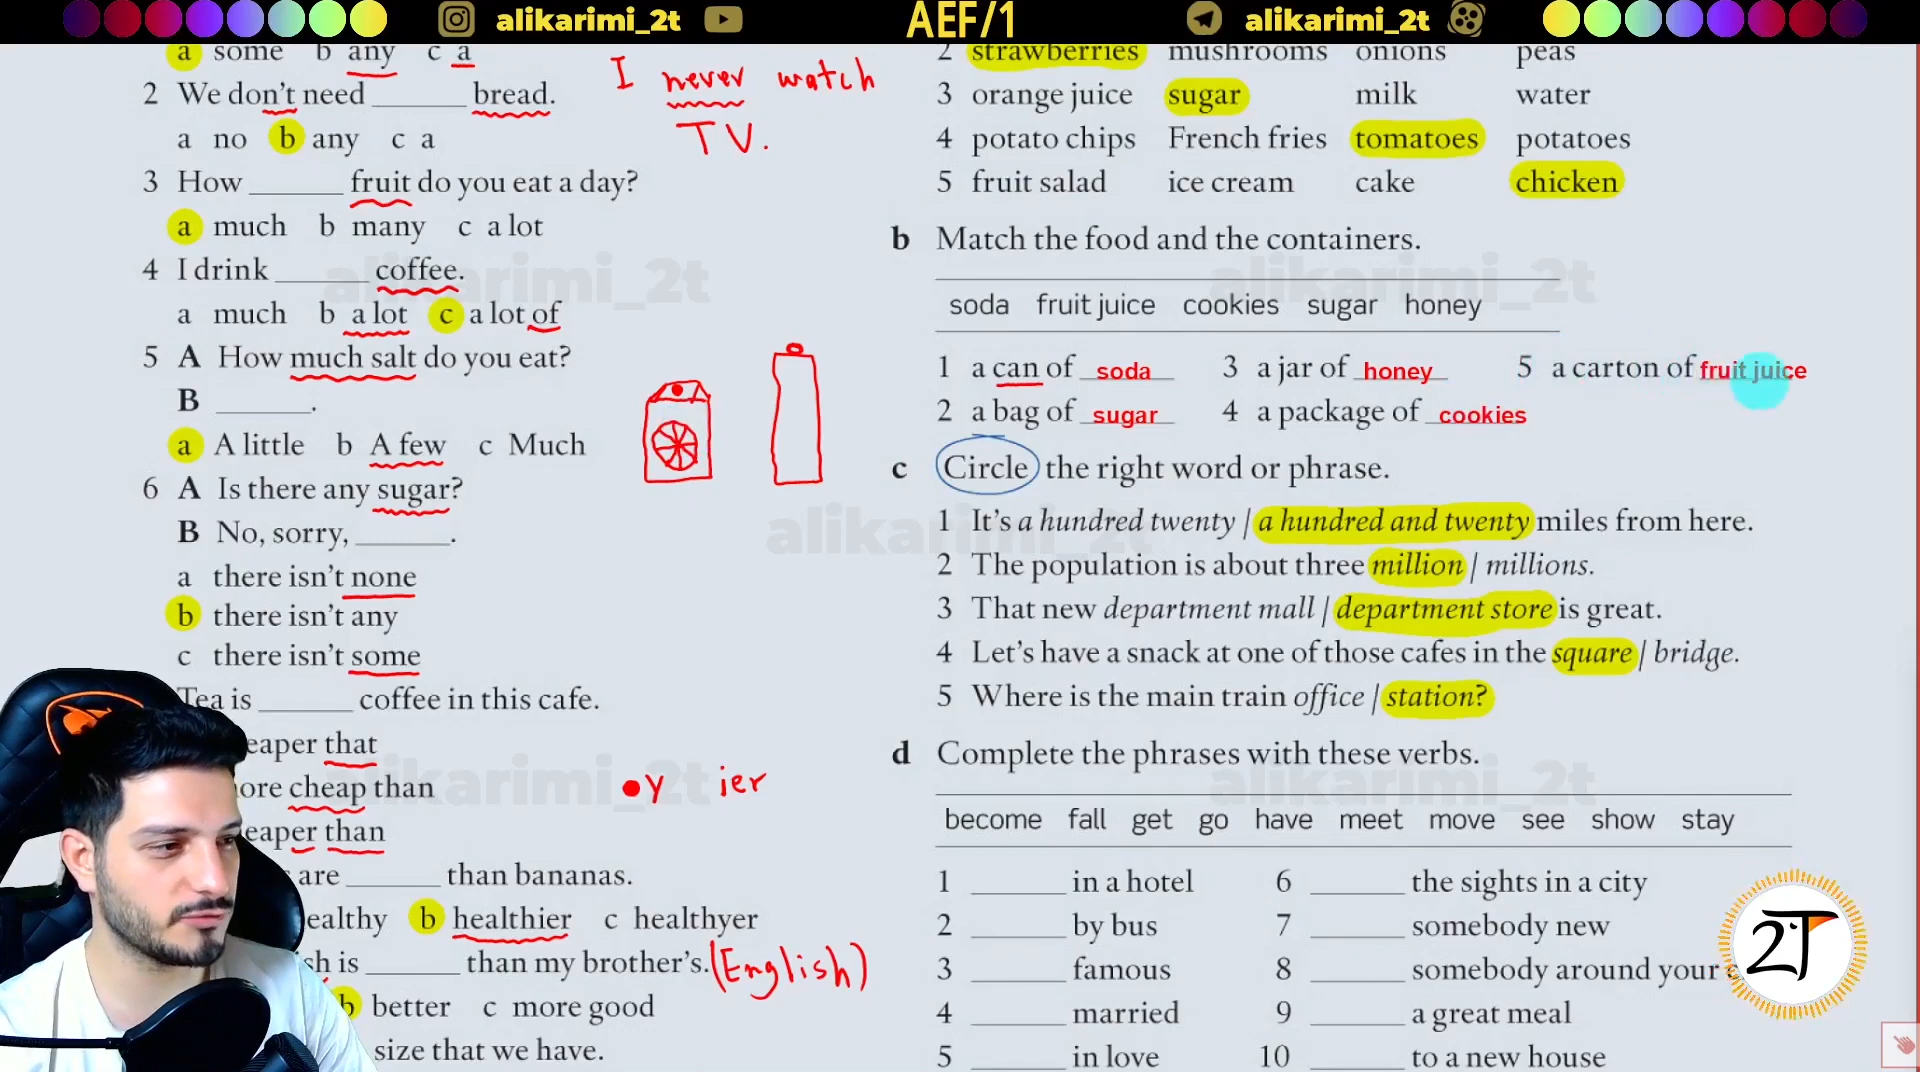 alikarimi_2t
AEF/1
alikarimi_2t
a some b any c a
2 We don't need ______ bread.
a no b any c a
I never watch
TV.
3 How ______ fruit do you eat a day?
a much b many c a lot
4 I drink ______ coffee.
a much b a lot c a lot of
5 A How much salt do you eat?
B ______.
a A little b A few c Much
6 A Is there any sugar?
B No, sorry, ______.
a there isn't none
b there isn't any
c there isn't some
Tea is ______ coffee in this cafe.
eaper that
ore cheap than
eaper than
y ier
are ______ than bananas.
ealthy b healthier c healthyer
sh is ______ than my brother's. (English)
b better c more good
size that we have.
2 strawberries mushrooms onions peas
3 orange juice sugar milk water
4 potato chips French fries tomatoes potatoes
5 fruit salad ice cream cake chicken
b Match the food and the containers.
soda fruit juice cookies sugar honey
1 a can of soda 3 a jar of honey 5 a carton of fruit juice
2 a bag of sugar 4 a package of cookies
c Circle the right word or phrase.
1 It's a hundred twenty / a hundred and twenty miles from here.
2 The population is about three million / millions.
3 That new department mall / department store is great.
4 Let's have a snack at one of those cafes in the square / bridge.
5 Where is the main train office / station?
d Complete the phrases with these verbs.
become fall get go have meet move see show stay
1 ______ in a hotel 6 ______ the sights in a city
2 ______ by bus 7 ______ somebody new
3 ______ famous 8 ______ somebody around your
4 ______ married 9 ______ a great meal
5 ______ in love 10 ______ to a new house
alikarimi_2t
alikarimi_2t
alikarimi_2t
alikarimi_2t
alikarimi_2t
2T